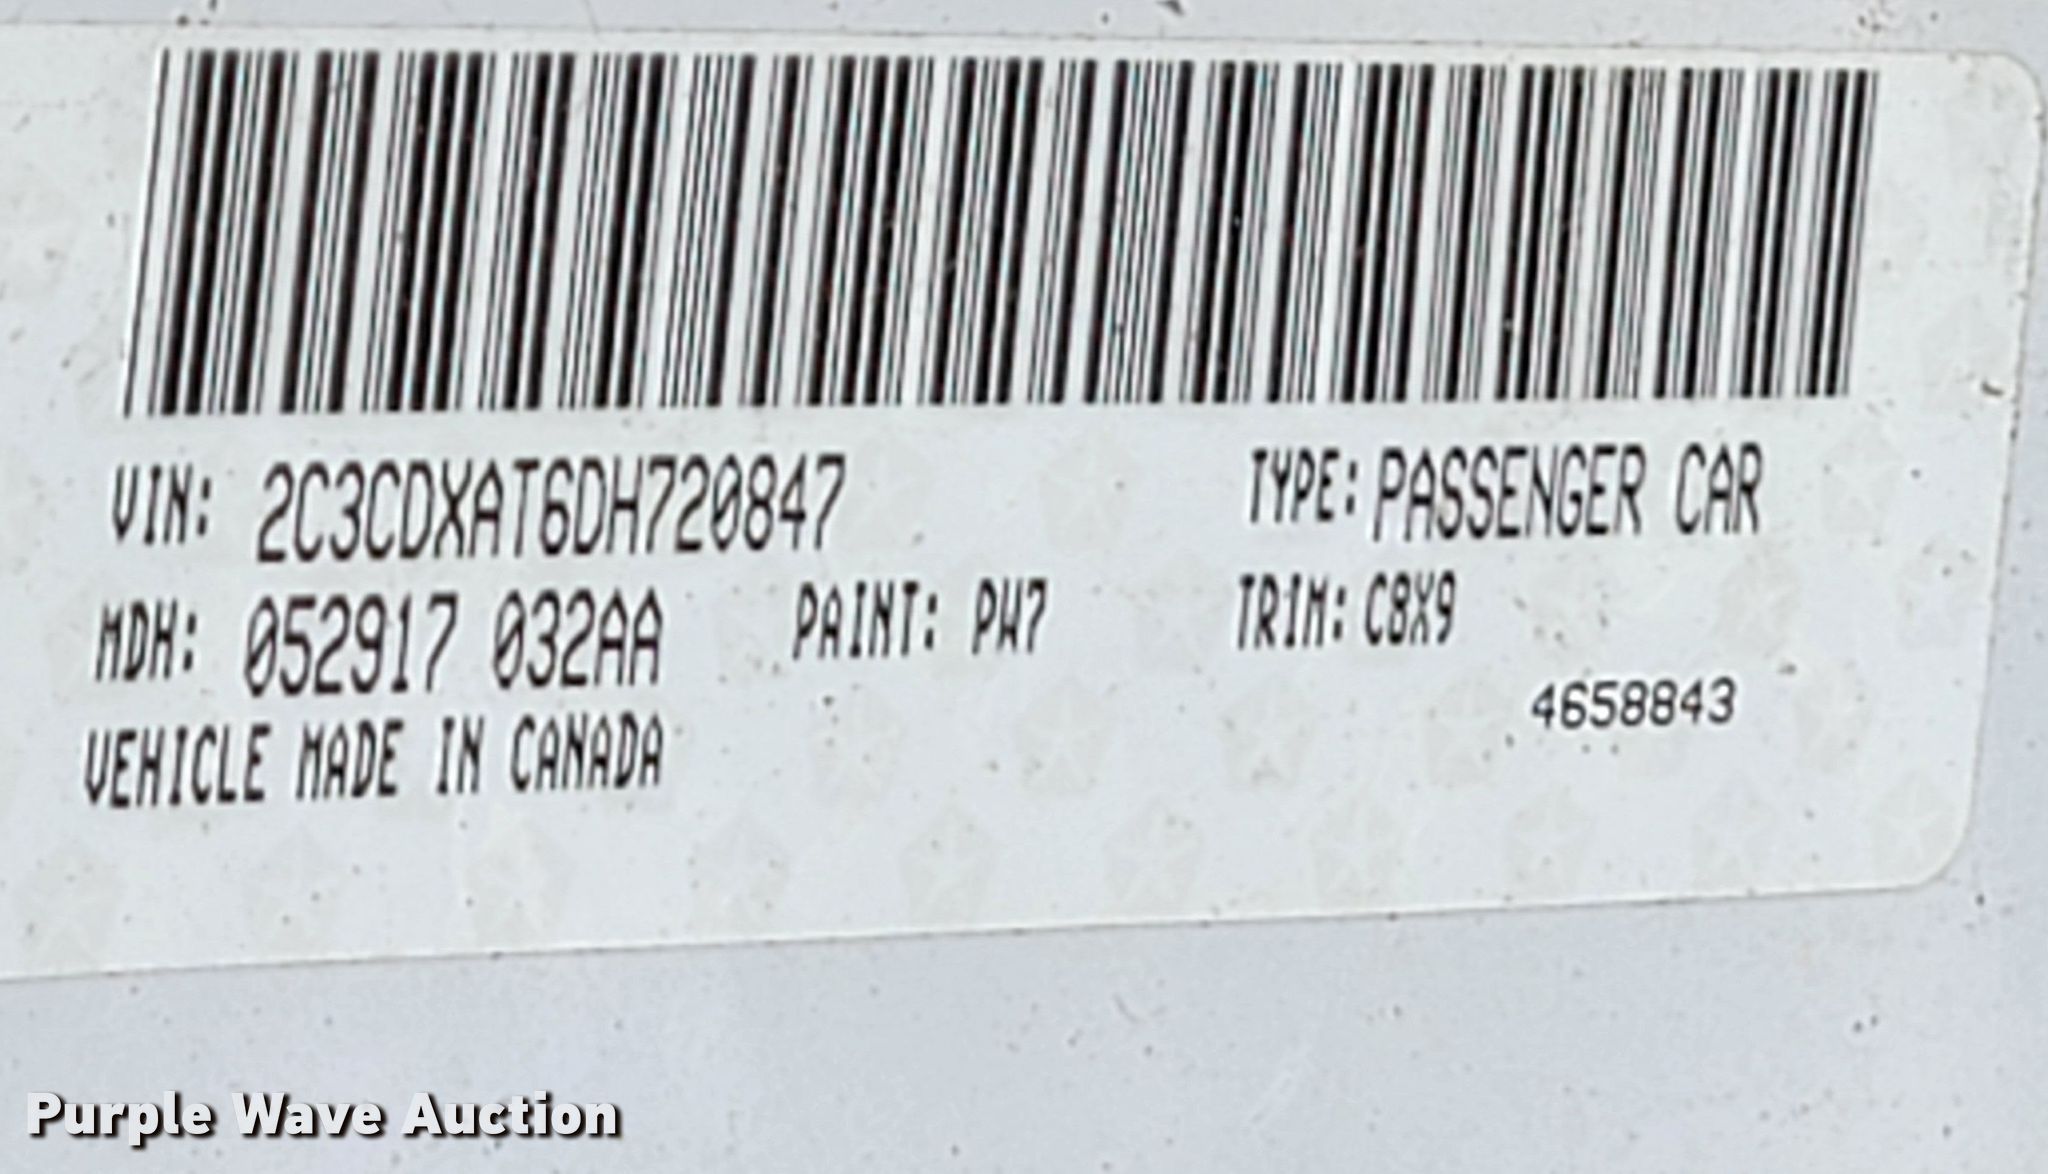 VIN: 2C3CDXAT6DH720847 TYPE: PASSENGER CAR
MDH: 052917 032AA PAINT: PW7 TRIM: C8X9
4658843
VEHICLE MADE IN CANADA
Purple Wave Auction